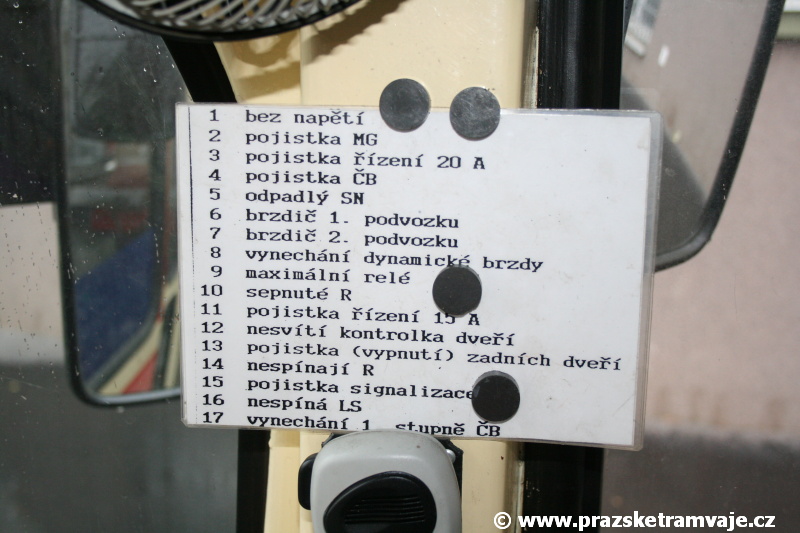 1 bez napětí
2 pojistka MG
3 pojistka řízení 20 A
4 pojistka ČB
5 odpadlý SN
6 brzdič 1. podvozku
7 brzdič 2. podvozku
8 vynechání dynamické brzdy
9 maximální relé
10 sepnuté R
11 pojistka řízení 15 A
12 nesvítí kontrolka dveří
13 pojistka (vypnutí) zadních dveří
14 nespínají R
15 pojistka signalizace
16 nespíná LS
17 vynechání 1. stupně ČB
© www.prazsketramvaje.cz